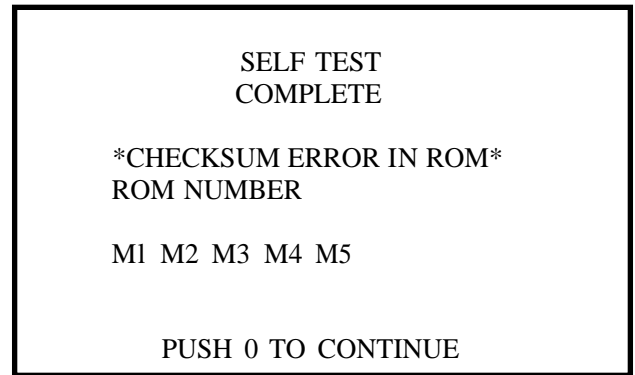 SELF TEST
COMPLETE
*CHECKSUM ERROR IN ROM*
ROM NUMBER
M1 M2 M3 M4 M5
PUSH 0 TO CONTINUE